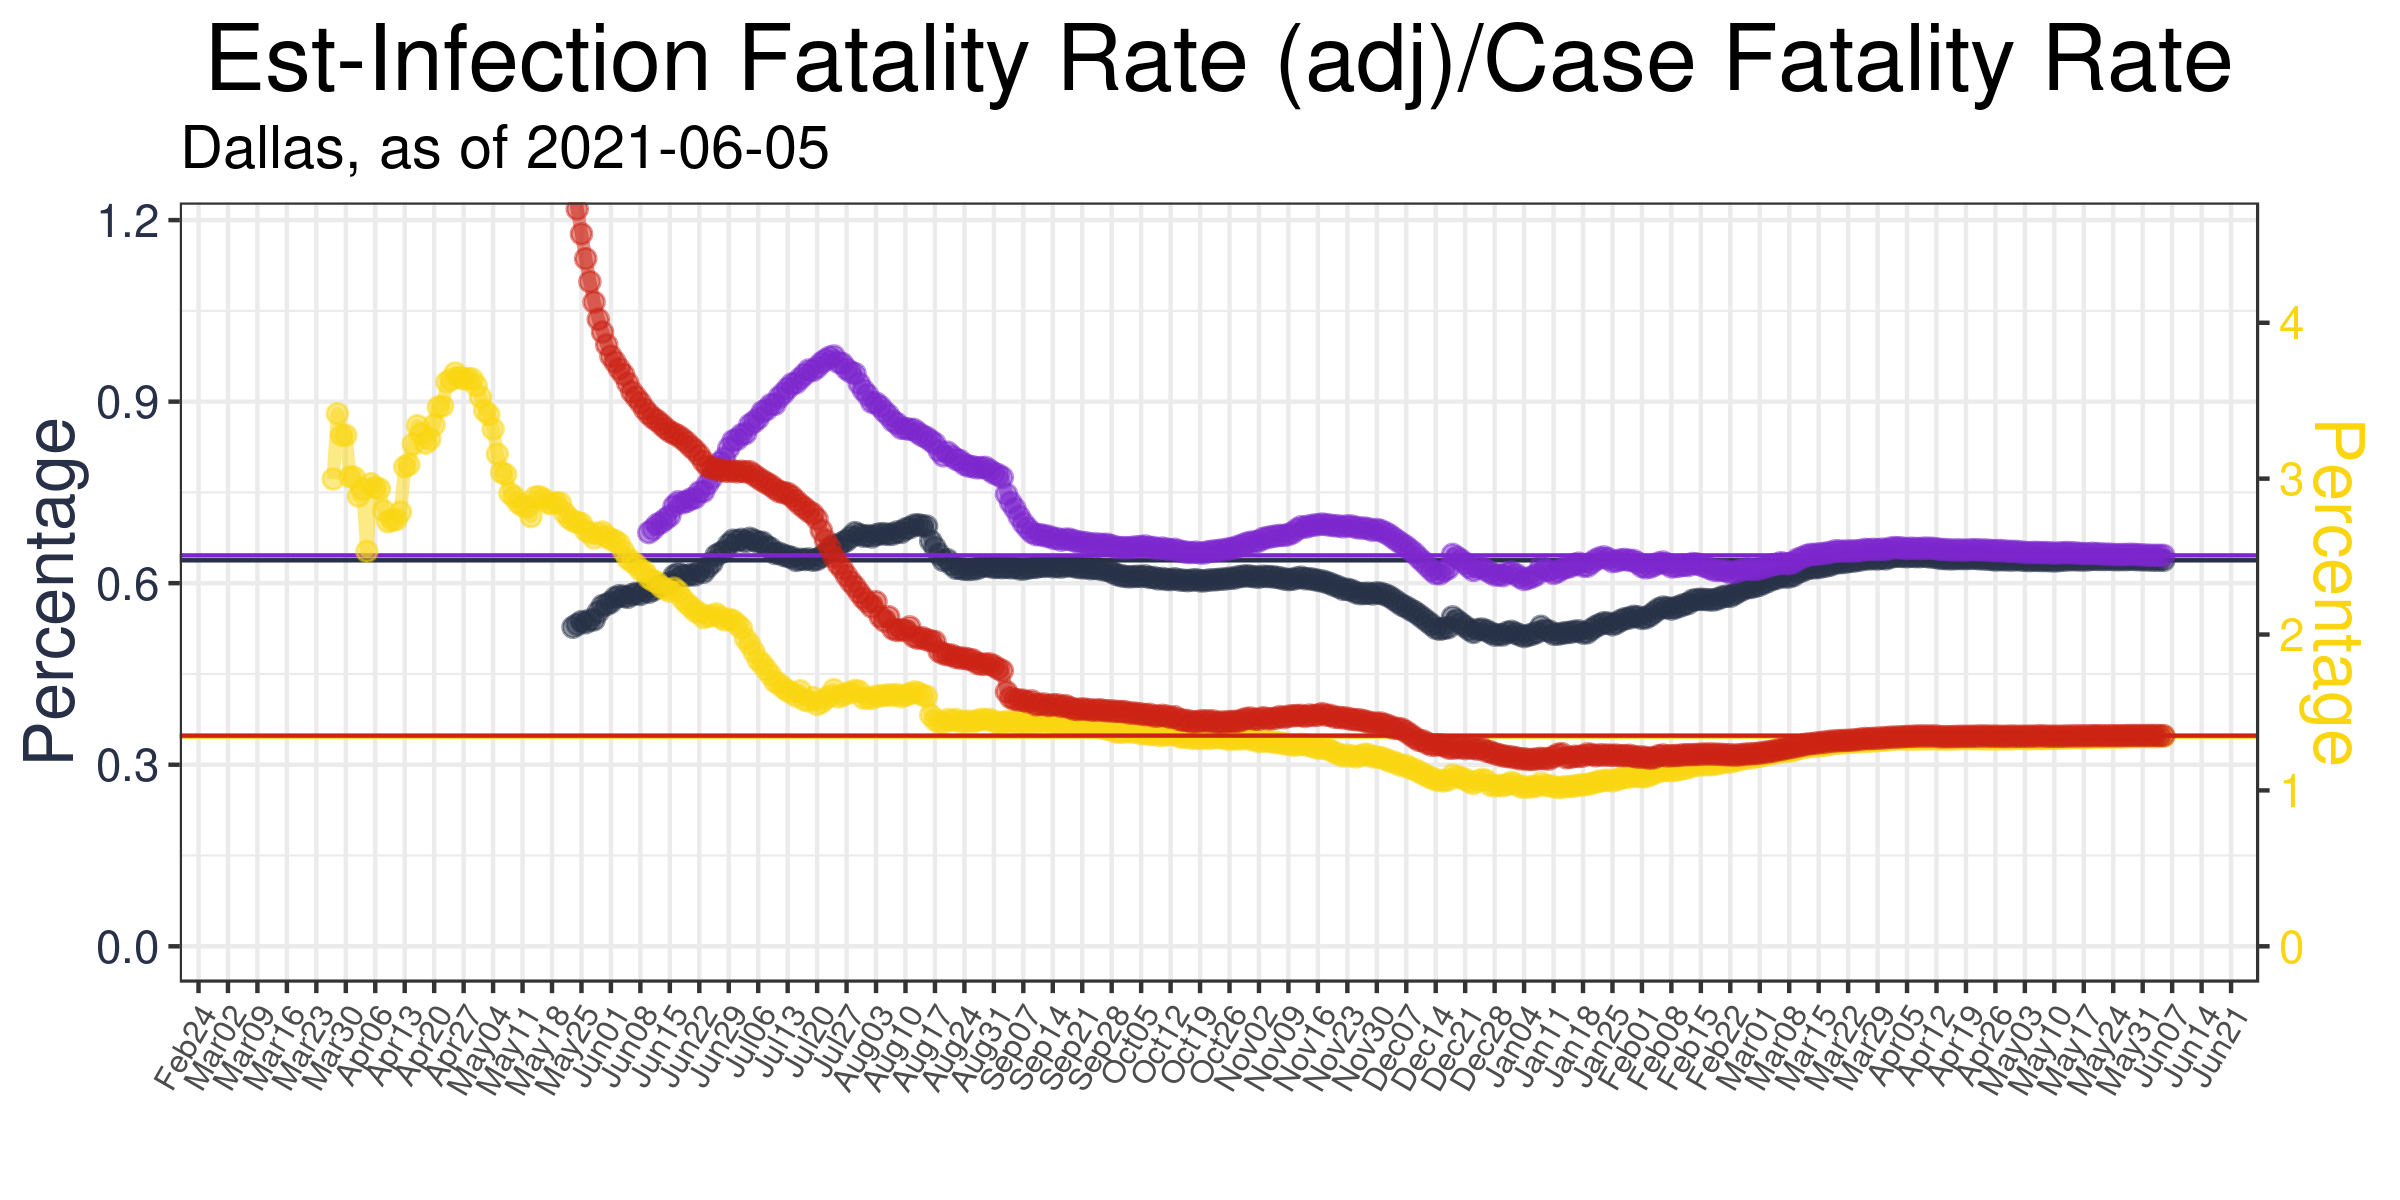 Est-Infection Fatality Rate (adj)/Case Fatality Rate
Dallas, as of 2021-06-05
Percentage
1.2
0.9
0.6
0.3
0.0
4
3
2
1
0
Percentage
Feb24
Mar02
Mar09
Mar16
Mar23
Mar30
Apr06
Apr13
Apr20
Apr27
May04
May11
May18
May25
Jun01
Jun08
Jun15
Jun22
Jun29
Jul06
Jul13
Jul20
Jul27
Aug03
Aug10
Aug17
Aug24
Aug31
Sep07
Sep14
Sep21
Sep28
Oct05
Oct12
Oct19
Oct26
Nov02
Nov09
Nov16
Nov23
Nov30
Dec07
Dec14
Dec21
Dec28
Jan04
Jan11
Jan18
Jan25
Feb01
Feb08
Feb15
Feb22
Mar01
Mar08
Mar15
Mar22
Mar29
Apr05
Apr12
Apr19
Apr26
May03
May10
May17
May24
May31
Jun07
Jun14
Jun21